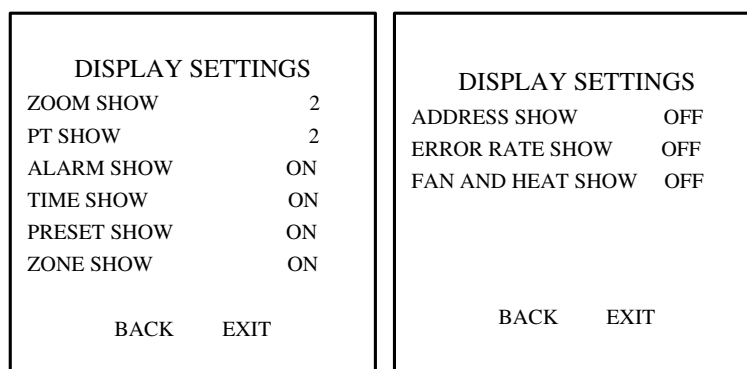 DISPLAY SETTINGS
ZOOM SHOW 2
PT SHOW 2
ALARM SHOW ON
TIME SHOW ON
PRESET SHOW ON
ZONE SHOW ON
BACK EXIT
DISPLAY SETTINGS
ADDRESS SHOW OFF
ERROR RATE SHOW OFF
FAN AND HEAT SHOW OFF
BACK EXIT